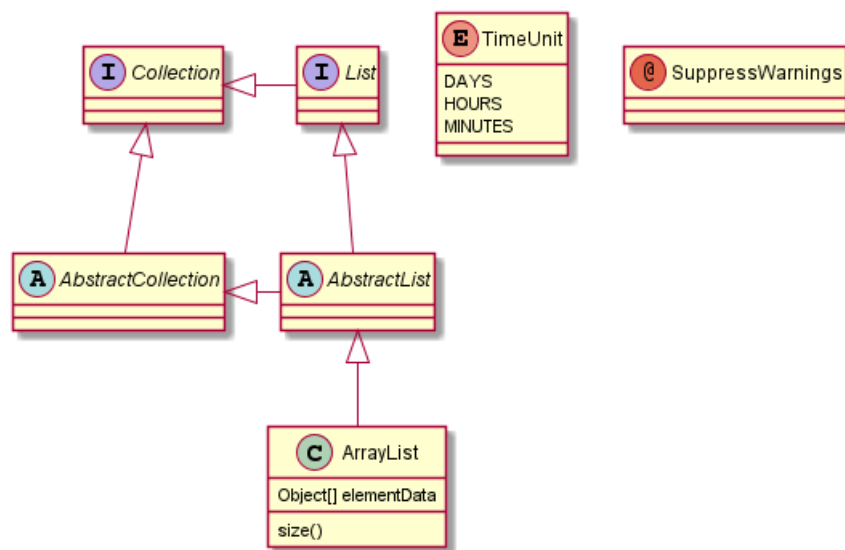 I Collection
I List
E TimeUnit
DAYS
HOURS
MINUTES
@ SuppressWarnings
A AbstractCollection
A AbstractList
C ArrayList
Object[] elementData
size()